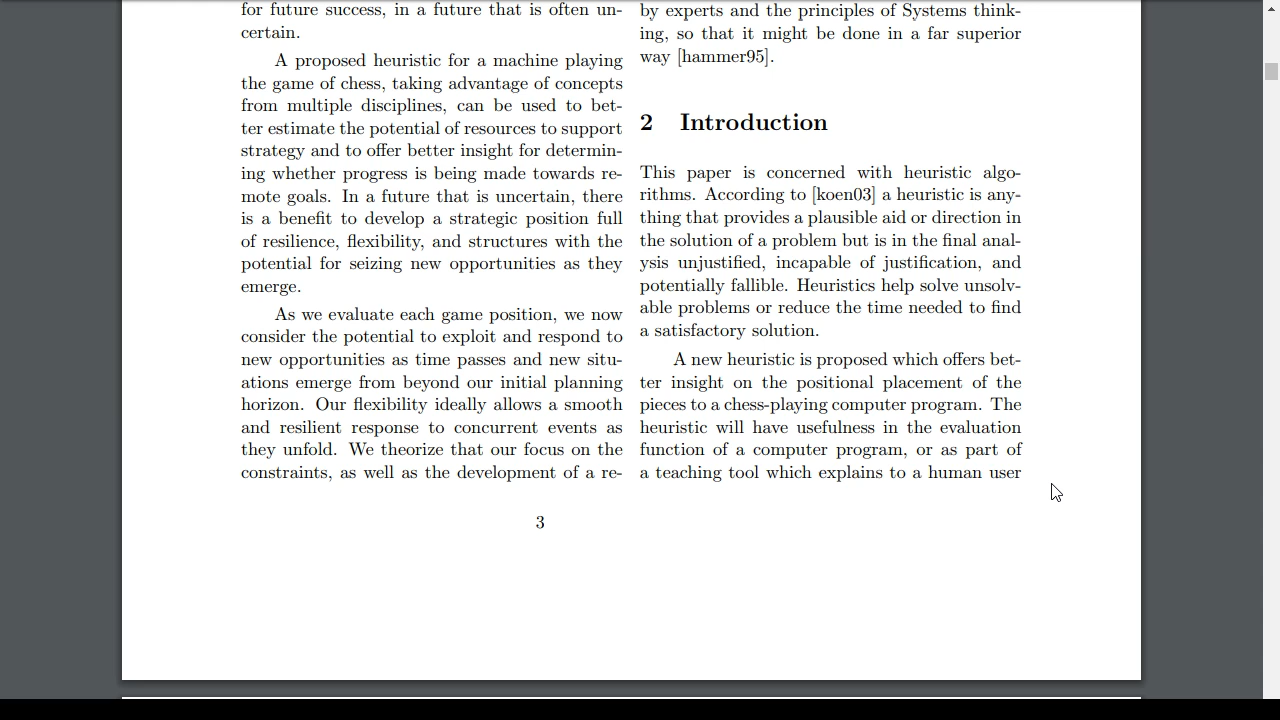 for future success, in a future that is often un-
certain.
A proposed heuristic for a machine playing
the game of chess, taking advantage of concepts
from multiple disciplines, can be used to bet-
ter estimate the potential of resources to support
strategy and to offer better insight for determin-
ing whether progress is being made towards re-
mote goals. In a future that is uncertain, there
is a benefit to develop a strategic position full
of resilience, flexibility, and structures with the
potential for seizing new opportunities as they
emerge.
As we evaluate each game position, we now
consider the potential to exploit and respond to
new opportunities as time passes and new situ-
ations emerge from beyond our initial planning
horizon. Our flexibility ideally allows a smooth
and resilient response to concurrent events as
they unfold. We theorize that our focus on the
constraints, as well as the development of a re-
by experts and the principles of Systems think-
ing, so that it might be done in a far superior
way [hammer95].
2 Introduction
This paper is concerned with heuristic algo-
rithms. According to [koen03] a heuristic is any-
thing that provides a plausible aid or direction in
the solution of a problem but is in the final anal-
ysis unjustified, incapable of justification, and
potentially fallible. Heuristics help solve unsolv-
able problems or reduce the time needed to find
a satisfactory solution.
A new heuristic is proposed which offers bet-
ter insight on the positional placement of the
pieces to a chess-playing computer program. The
heuristic will have usefulness in the evaluation
function of a computer program, or as part of
a teaching tool which explains to a human user
3